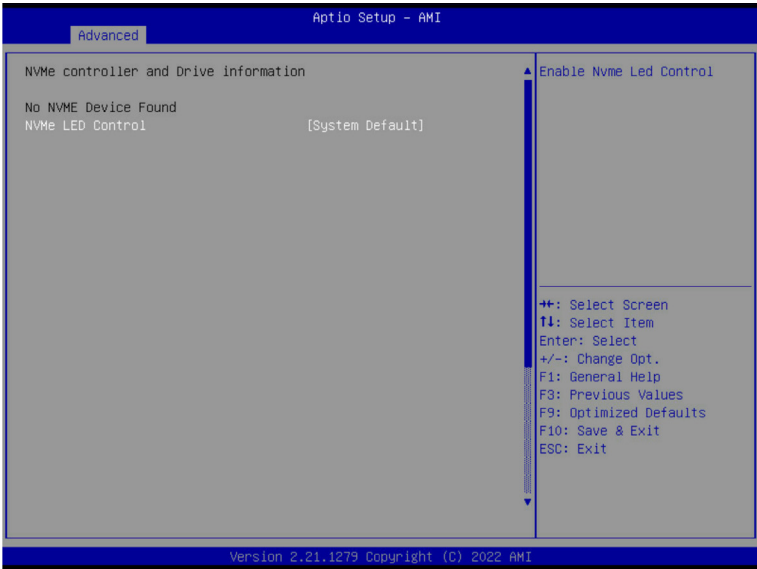 Aptio Setup – AMI
Advanced
NVMe controller and Drive information
No NVME Device Found
NVMe LED Control [System Default]
Enable Nvme Led Control
→←: Select Screen
↑↓: Select Item
Enter: Select
+/-: Change Opt.
F1: General Help
F3: Previous Values
F9: Optimized Defaults
F10: Save & Exit
ESC: Exit
Version 2.21.1279 Copyright (C) 2022 AMI